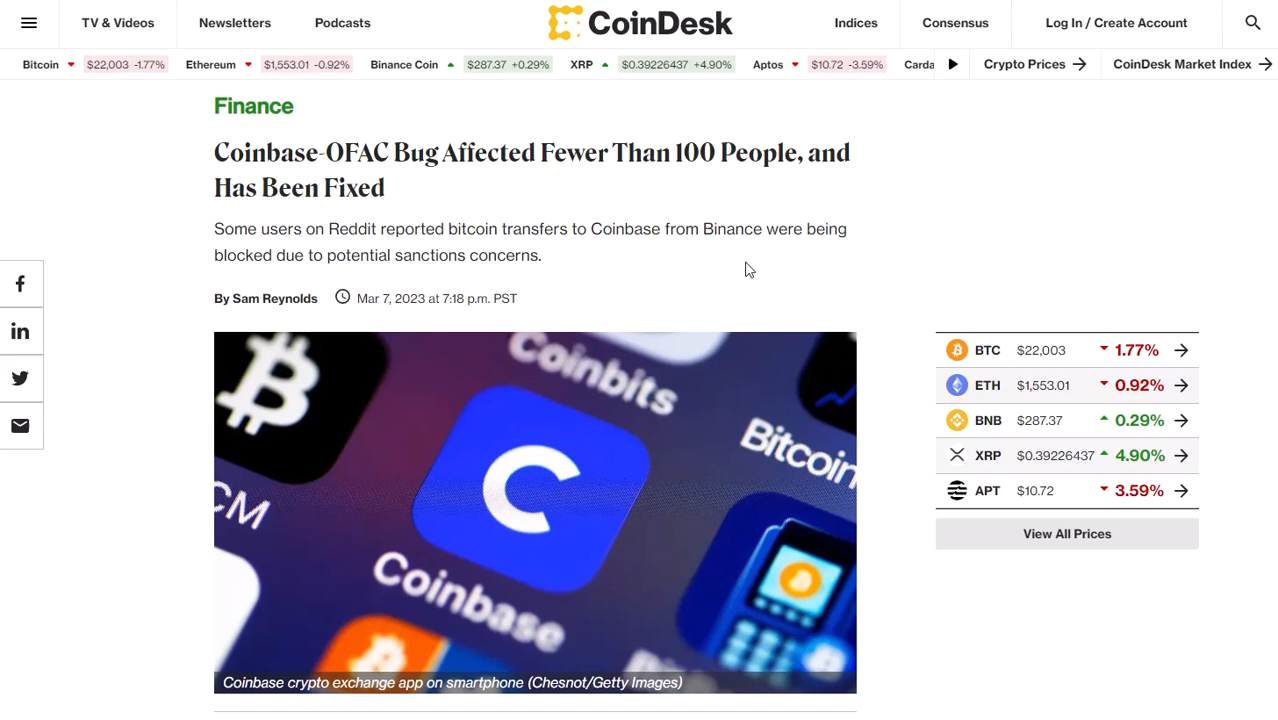 TV & Videos Newsletters Podcasts CoinDesk Indices Consensus Log In / Create Account
Bitcoin $22,003 -1.77% Ethereum $1,553.01 -0.92% Binance Coin $287.37 +0.29% XRP $0.39226437 +4.90% Aptos $10.72 -3.59% Carda Crypto Prices CoinDesk Market Index
Finance
Coinbase-OFAC Bug Affected Fewer Than 100 People, and
Has Been Fixed
Some users on Reddit reported bitcoin transfers to Coinbase from Binance were being
blocked due to potential sanctions concerns.
By Sam Reynolds Mar 7, 2023 at 7:18 p.m. PST
Coinbits
Bitcoin
CM
Coinbase
Coinbase crypto exchange app on smartphone (Chesnot/Getty Images)
BTC $22,003 1.77%
ETH $1,553.01 0.92%
BNB $287.37 0.29%
XRP $0.39226437 4.90%
APT $10.72 3.59%
View All Prices